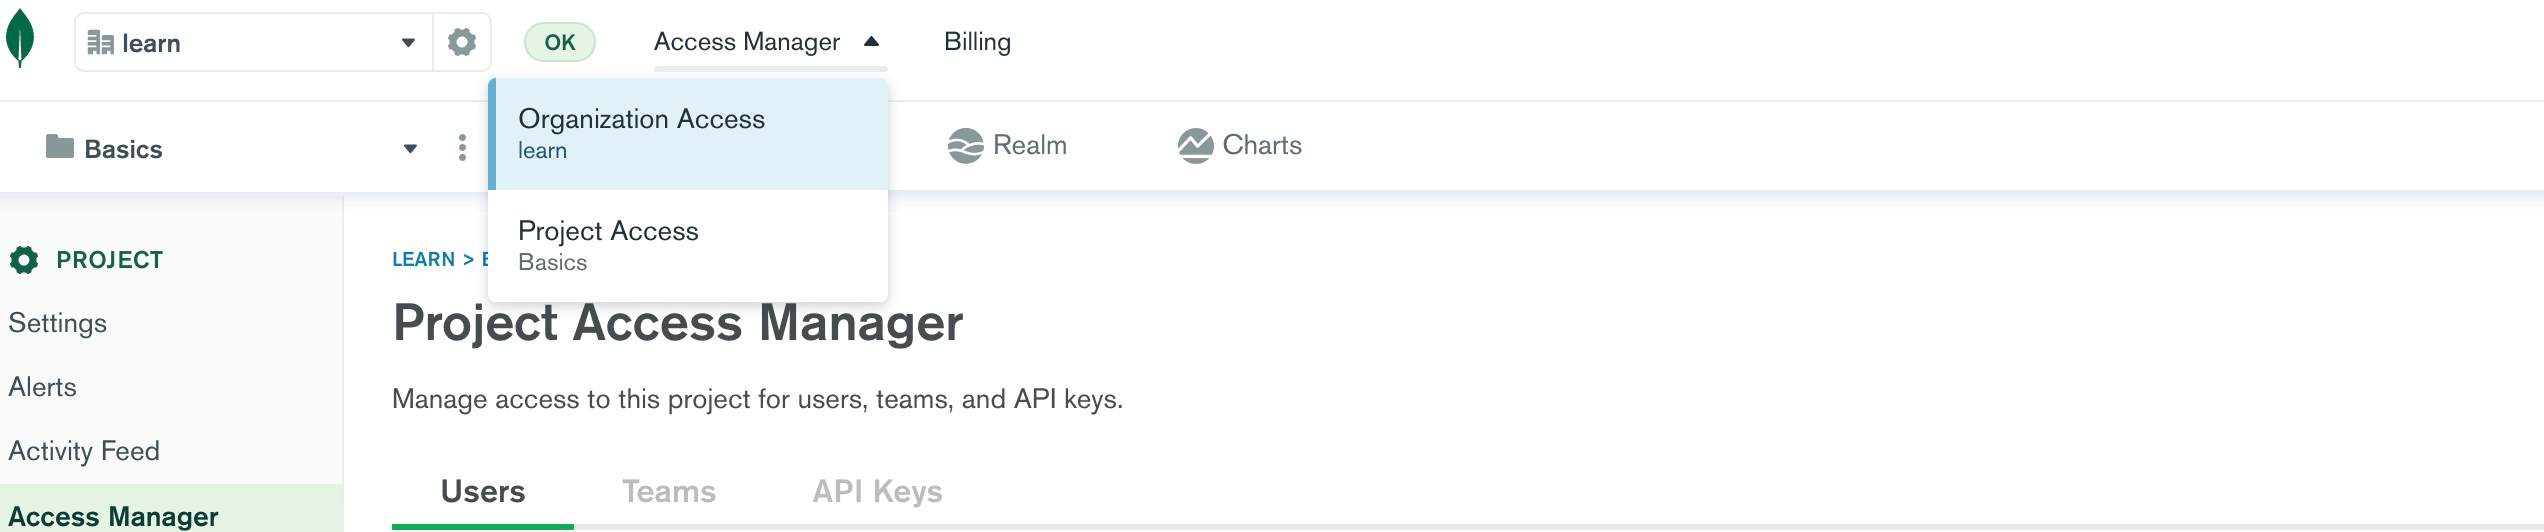 learn
OK
Access Manager
Billing
Organization Access
learn
Basics
Realm
Charts
Project Access
Basics
PROJECT
LEARN >
Settings
Project Access Manager
Alerts
Manage access to this project for users, teams, and API keys.
Activity Feed
Users
Teams
API Keys
Access Manager